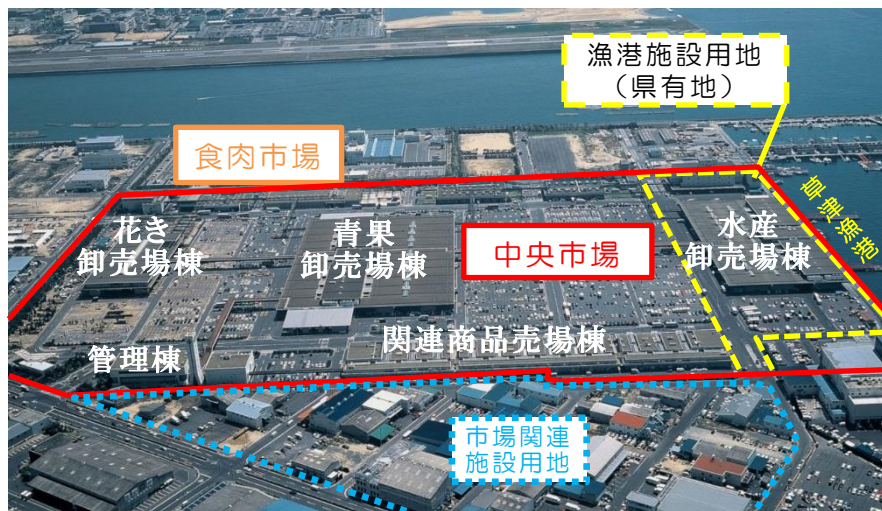 漁港施設用地
（県有地）
食肉市場
草津漁港
花き
卸売場棟
青果
卸売場棟
中央市場
水産
卸売場棟
管理棟
関連商品売場棟
市場関連
施設用地